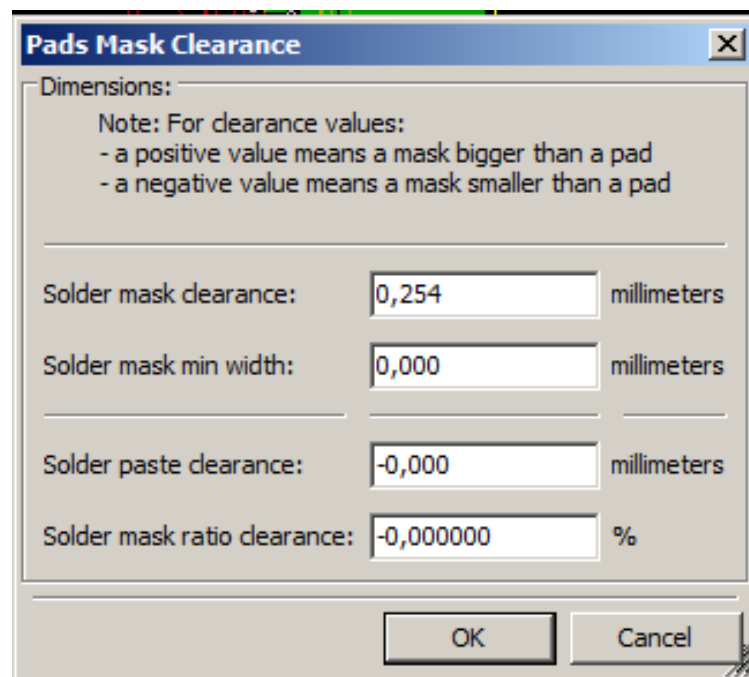 Pads Mask Clearance
Dimensions:
Note: For clearance values:
- a positive value means a mask bigger than a pad
- a negative value means a mask smaller than a pad
Solder mask clearance: 0,254 millimeters
Solder mask min width: 0,000 millimeters
Solder paste clearance: -0,000 millimeters
Solder mask ratio clearance: -0,000000 %
OK Cancel